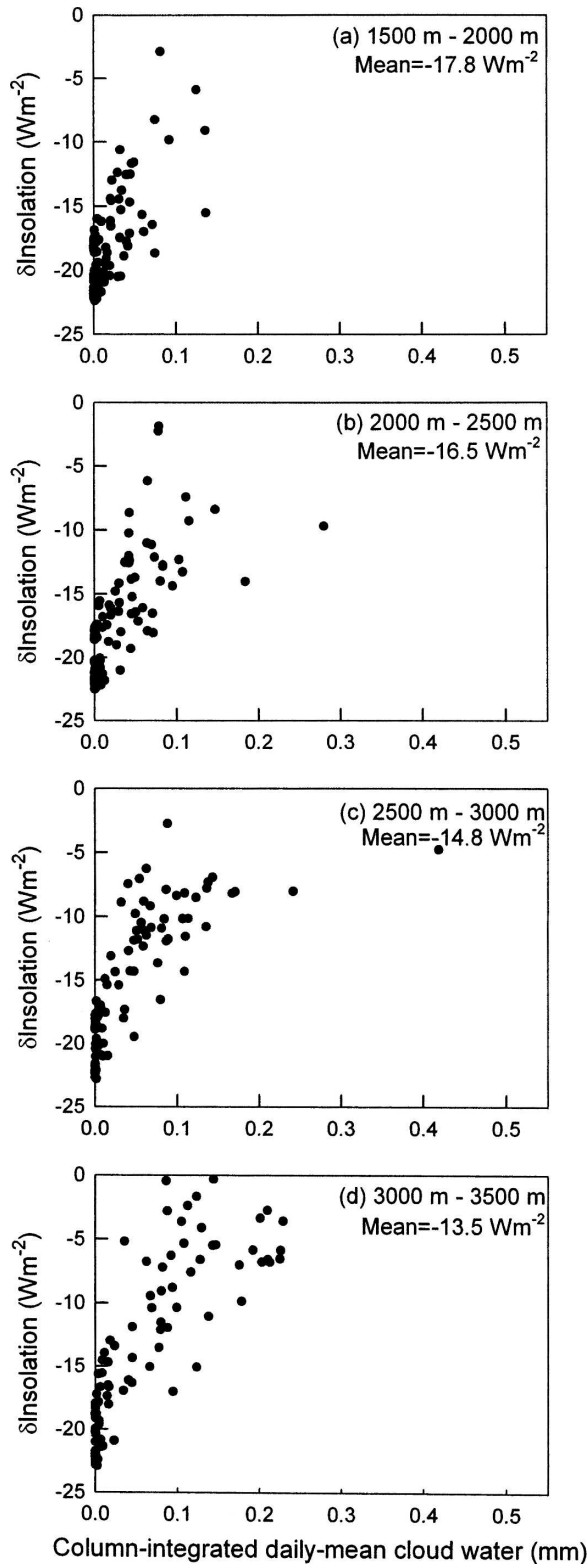 (a) 1500 m - 2000 m
Mean=-17.8 Wm-2
δInsolation (Wm-2)
0
-5
-10
-15
-20
-25
0.0 0.1 0.2 0.3 0.4 0.5
(b) 2000 m - 2500 m
Mean=-16.5 Wm-2
δInsolation (Wm-2)
0
-5
-10
-15
-20
-25
0.0 0.1 0.2 0.3 0.4 0.5
(c) 2500 m - 3000 m
Mean=-14.8 Wm-2
δInsolation (Wm-2)
0
-5
-10
-15
-20
-25
0.0 0.1 0.2 0.3 0.4 0.5
(d) 3000 m - 3500 m
Mean=-13.5 Wm-2
δInsolation (Wm-2)
0
-5
-10
-15
-20
-25
0.0 0.1 0.2 0.3 0.4 0.5
Column-integrated daily-mean cloud water (mm)